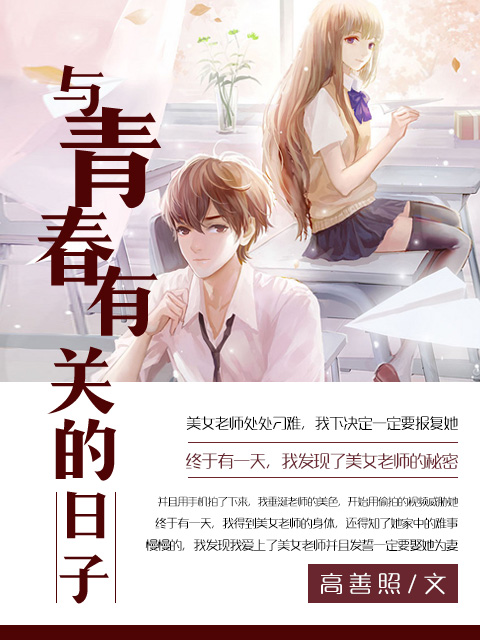 与青春有关的日子
美女老师处处刁难，我下决定一定要报复她
终于有一天，我发现了美女老师的秘密
并且用手机拍了下来，我垂涎老师的美色，开始用偷拍的视频威胁她
终于有一天，我得到美女老师的身体，还得知了她家中的难事
慢慢的，我发现我爱上了美女老师并且发誓一定要娶她为妻
高善照/文